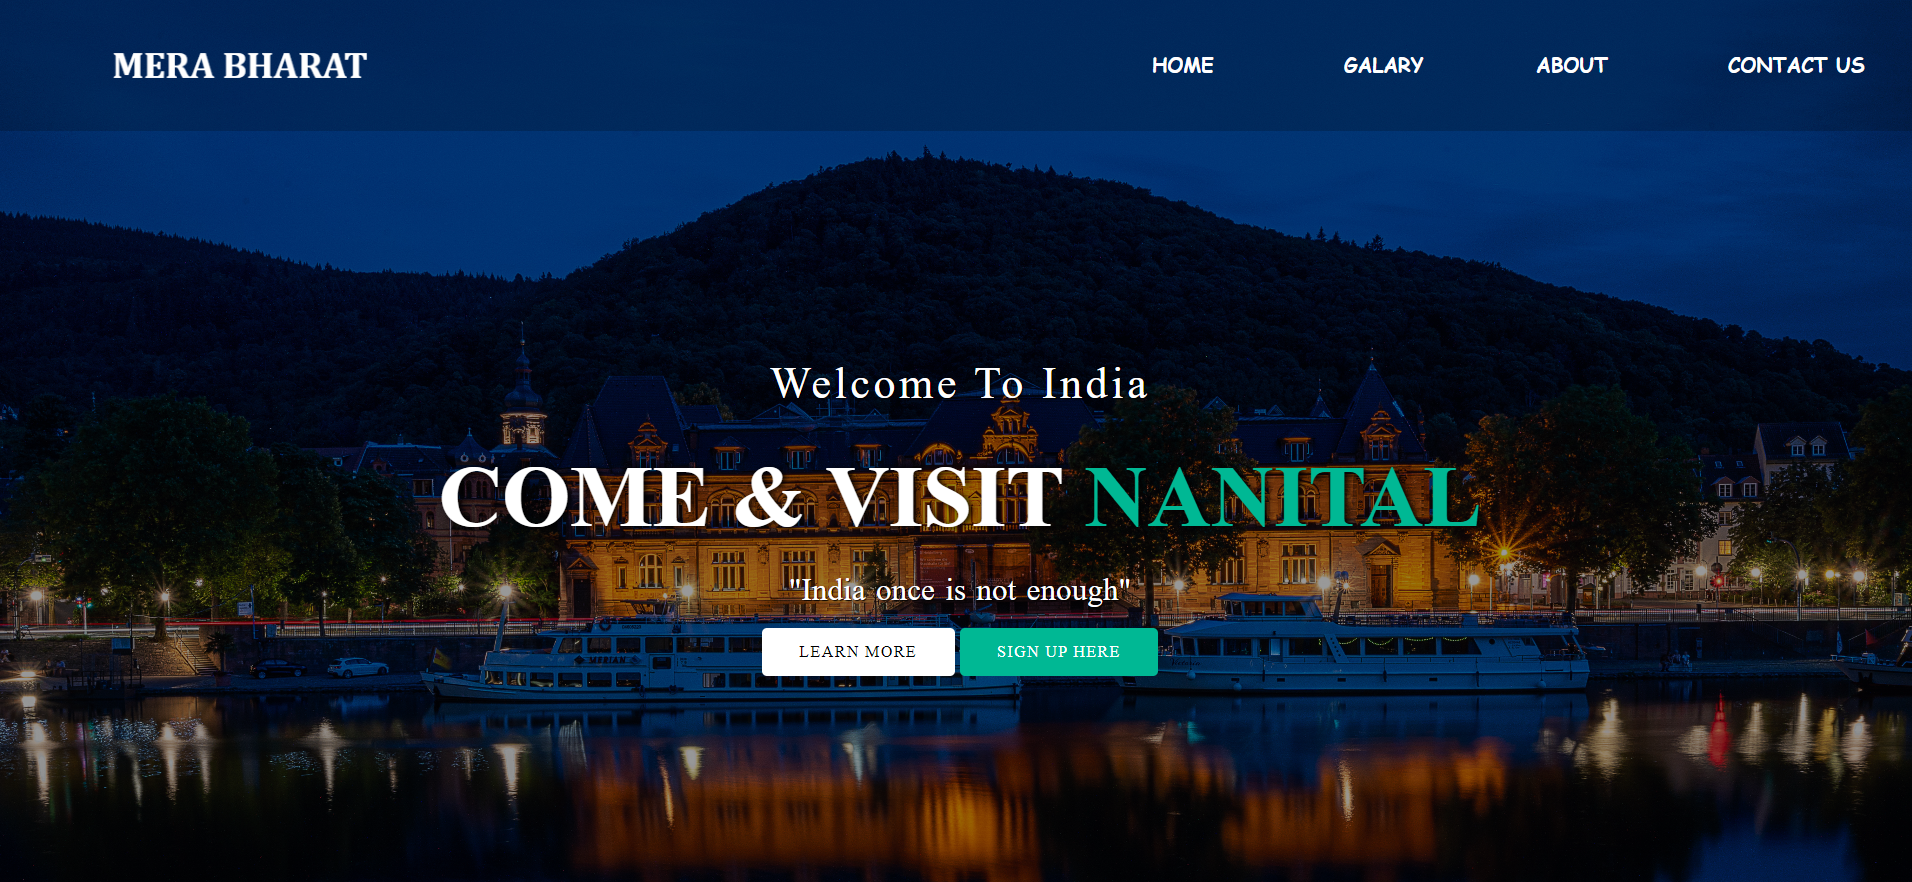 MERA BHARAT
HOME GALARY ABOUT CONTACT US
Welcome To India
COME & VISIT NANITAL
"India once is not enough"
LEARN MORE SIGN UP HERE
MERIAN